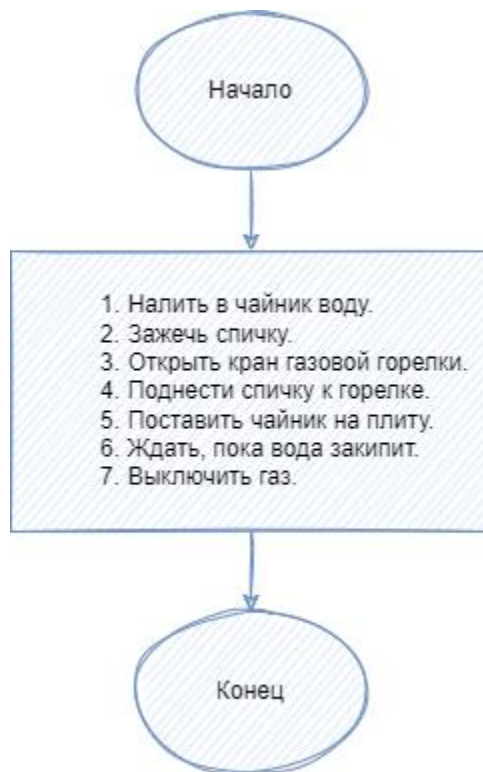 Начало
1. Налить в чайник воду.
2. Зажечь спичку.
3. Открыть кран газовой горелки.
4. Поднести спичку к горелке.
5. Поставить чайник на плиту.
6. Ждать, пока вода закипит.
7. Выключить газ.
Конец